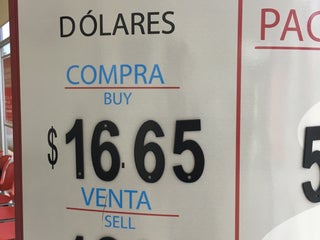 DÓLARES
COMPRA
BUY
$16.65
VENTA
SELL